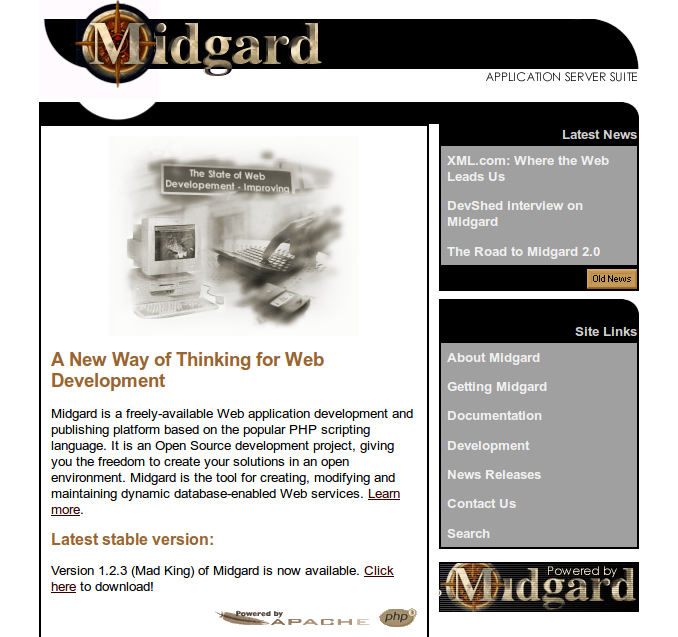 Midgard
APPLICATION SERVER SUITE
The State of Web
Developement - Improving
A New Way of Thinking for Web
Development
Midgard is a freely-available Web application development and
publishing platform based on the popular PHP scripting
language. It is an Open Source development project, giving
you the freedom to create your solutions in an open
environment. Midgard is the tool for creating, modifying and
maintaining dynamic database-enabled Web services. Learn
more.
Latest stable version:
Version 1.2.3 (Mad King) of Midgard is now available. Click
here to download!
Powered by
APACHE
php
Latest News
XML.com: Where the Web
Leads Us
DevShed interview on
Midgard
The Road to Midgard 2.0
Old News
Site Links
About Midgard
Getting Midgard
Documentation
Development
News Releases
Contact Us
Search
Powered by
Midgard